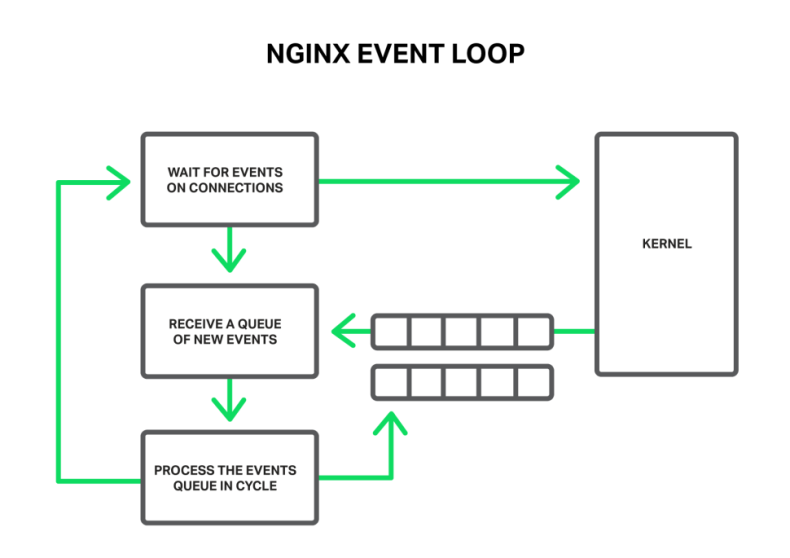 NGINX EVENT LOOP
WAIT FOR EVENTS
ON CONNECTIONS
KERNEL
RECEIVE A QUEUE
OF NEW EVENTS
PROCESS THE EVENTS
QUEUE IN CYCLE